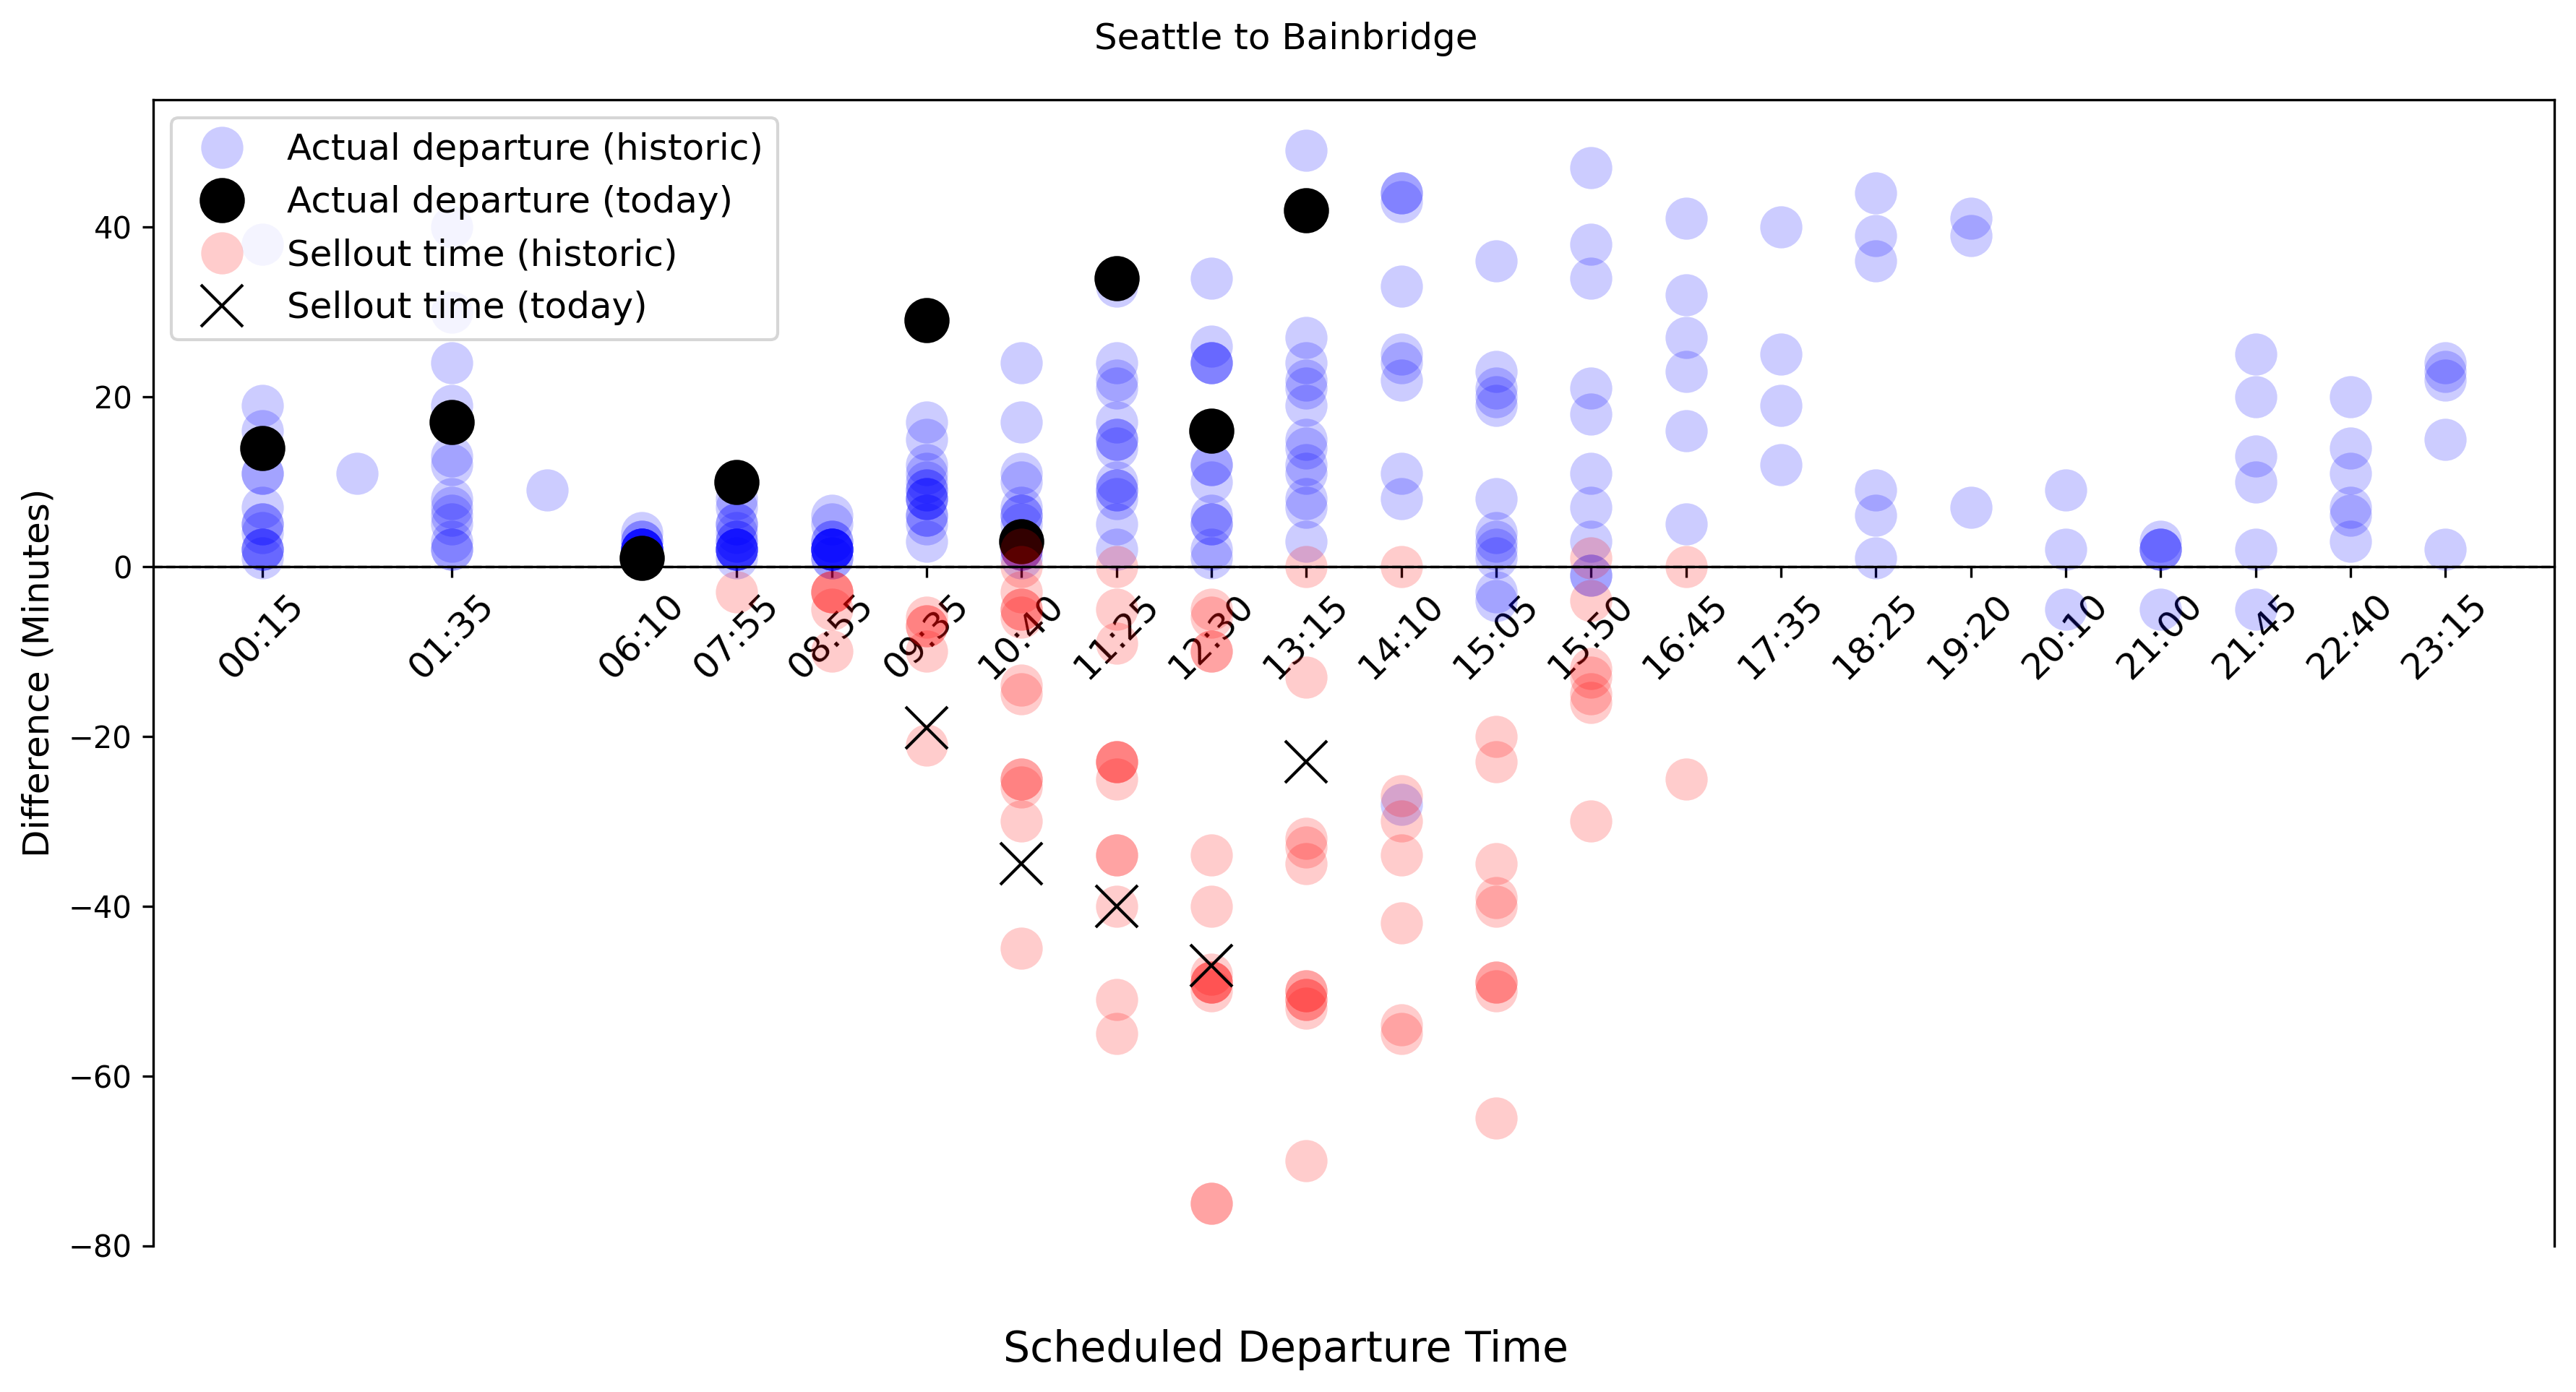 Seattle to Bainbridge
Actual departure (historic)
Actual departure (today)
Sellout time (historic)
Sellout time (today)
Difference (Minutes)
40
20
0
−20
−40
−60
−80
00:15 01:35 06:10 07:55 08:55 09:35 10:40 11:25 12:30 13:15 14:10 15:05 15:50 16:45 17:35 18:25 19:20 20:10 21:00 21:45 22:40 23:15
Scheduled Departure Time